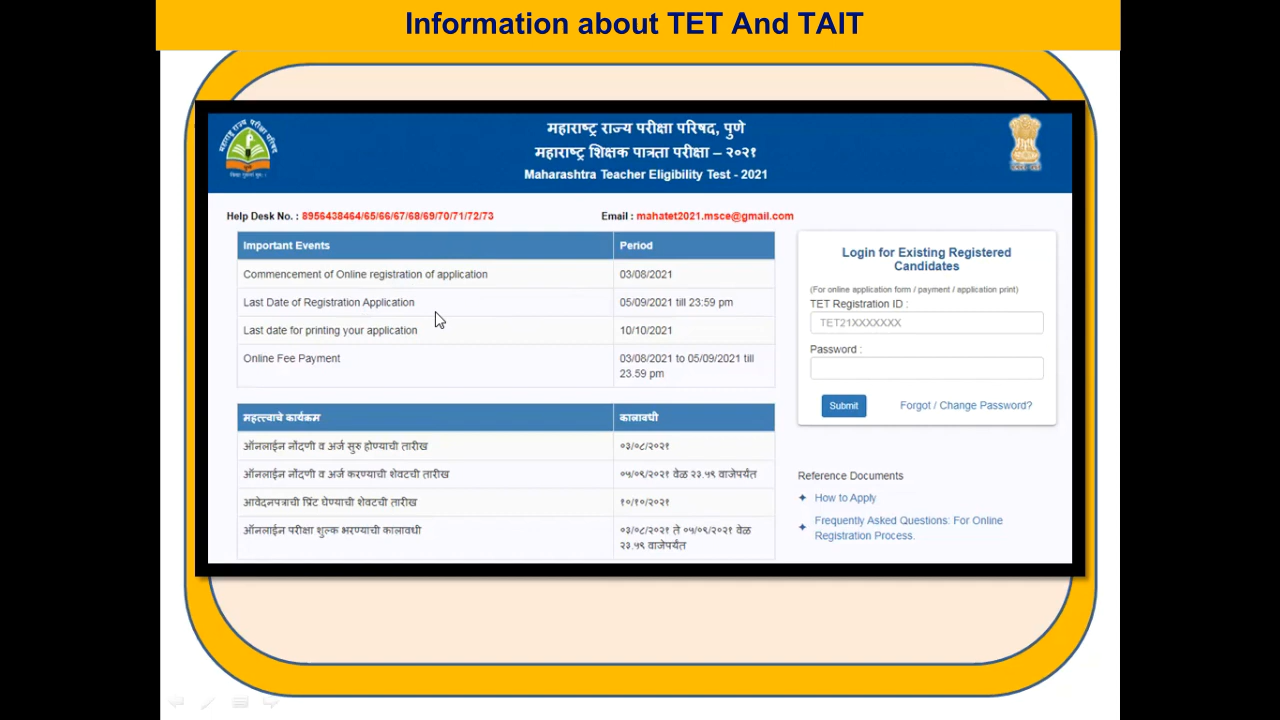 Information about TET And TAIT
महाराष्ट्र राज्य परीक्षा परिषद, पुणे
महाराष्ट्र शिक्षक पात्रता परीक्षा – २०२१
Maharashtra Teacher Eligibility Test - 2021
Help Desk No. : 8956438464/65/66/67/68/69/70/71/72/73
Email : mahatet2021.msce@gmail.com
Important Events Period
Commencement of Online registration of application 03/08/2021
Last Date of Registration Application 05/09/2021 till 23:59 pm
Last date for printing your application 10/10/2021
Online Fee Payment 03/08/2021 to 05/09/2021 till
23.59 pm
महत्त्वाचे कार्यक्रम कालावधी
ऑनलाईन नोंदणी व अर्ज सुरु होण्याची तारीख ०३/०८/२०२१
ऑनलाईन नोंदणी व अर्ज करण्याची शेवटची तारीख ०५/०९/२०२१ वेळ २३.५९ वाजेपर्यंत
आवेदनपत्राची प्रिंट घेण्याची शेवटची तारीख १०/१०/२०२१
ऑनलाईन परीक्षा शुल्क भरण्याची कालावधी ०३/०८/२०२१ ते ०५/०९/२०२१ वेळ
२३.५९ वाजेपर्यंत
Login for Existing Registered
Candidates
(For online application form / payment / application print)
TET Registration ID :
TET21XXXXXXX
Password :
Submit Forgot / Change Password?
Reference Documents
How to Apply
Frequently Asked Questions: For Online
Registration Process.